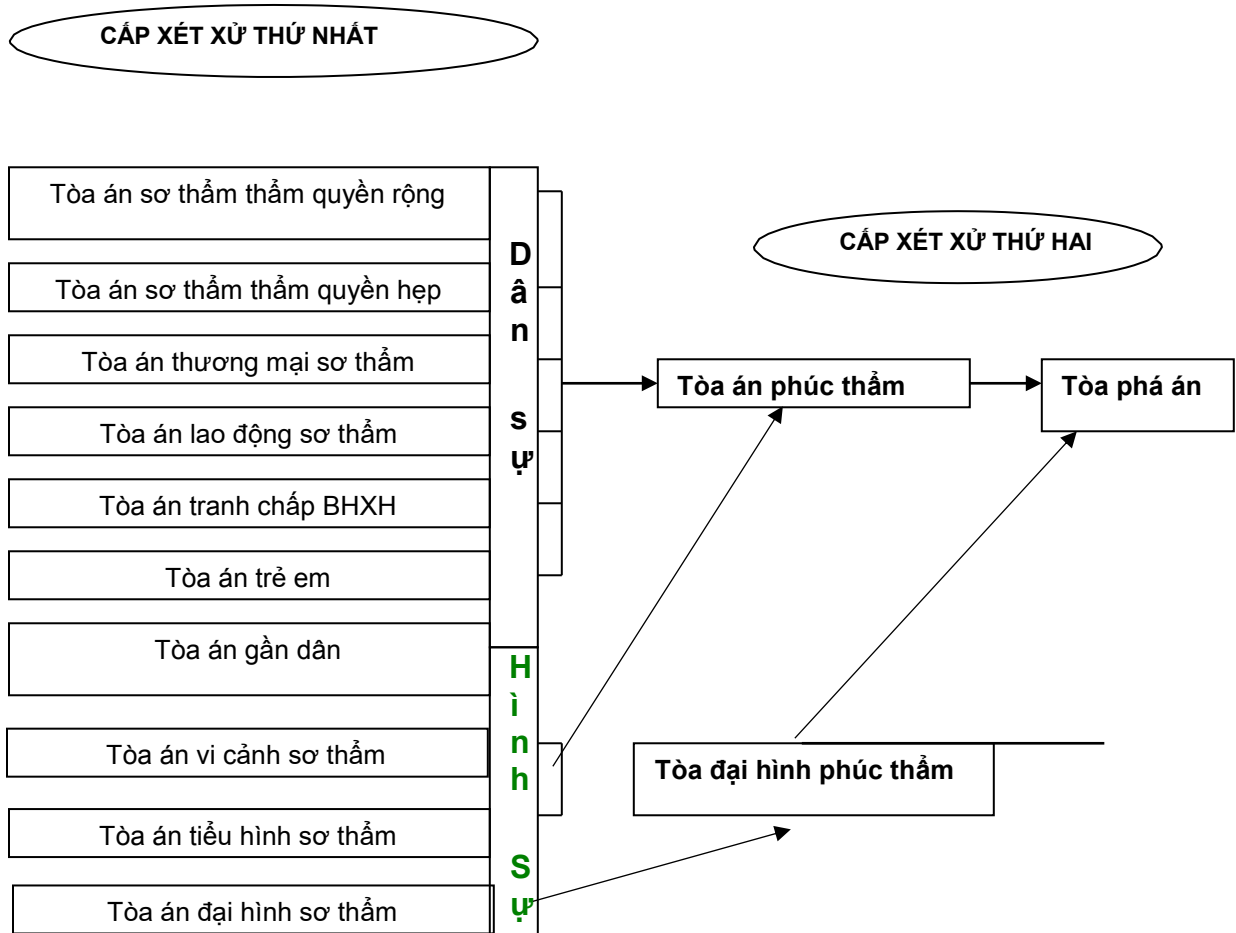 CẤP XÉT XỬ THỨ NHẤT
Tòa án sơ thẩm thẩm quyền rộng
Tòa án sơ thẩm thẩm quyền hẹp
Tòa án thương mại sơ thẩm
Tòa án lao động sơ thẩm
Tòa án tranh chấp BHXH
Tòa án trẻ em
Tòa án gần dân
Tòa án vi cảnh sơ thẩm
Tòa án tiểu hình sơ thẩm
Tòa án đại hình sơ thẩm
Dân sự
Hình Sự
CẤP XÉT XỬ THỨ HAI
Tòa án phúc thẩm
Tòa phá án
Tòa đại hình phúc thẩm